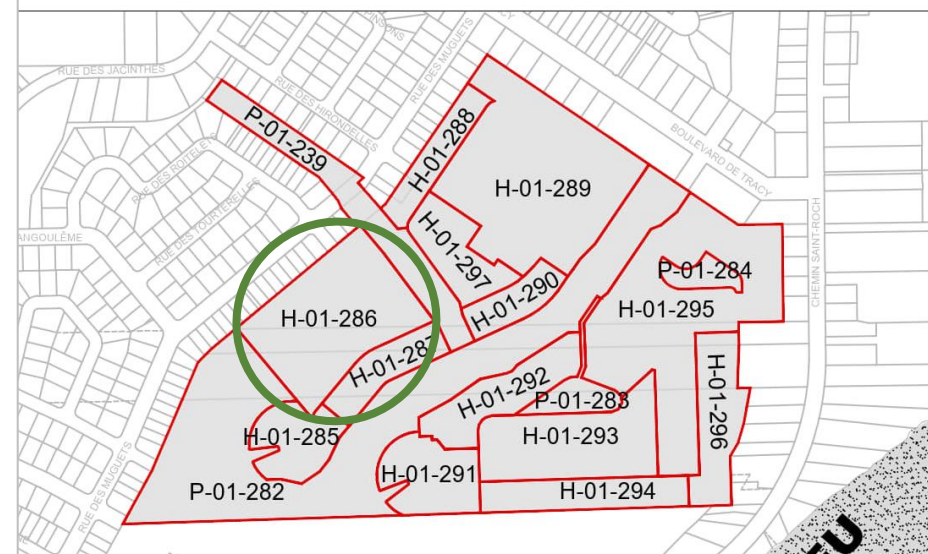 PINSONS
RUE DES JACINTHES
RUE DES MUGUETS
RUE DES HIRONDELLES
P-01-239
H-01-288
BOULEVARD DE TRACY
RUE DES ROITELETS
H-01-289
CHEMIN SAINT-ROCH
RUE DES TOURTERELLES
ANGOULÊME
H-01-297
P-01-284
H-01-290
H-01-295
H-01-286
H-01-287
H-01-292
H-01-296
P-01-283
H-01-285
H-01-293
H-01-291
P-01-282
H-01-294
RUE DES MUGUETS